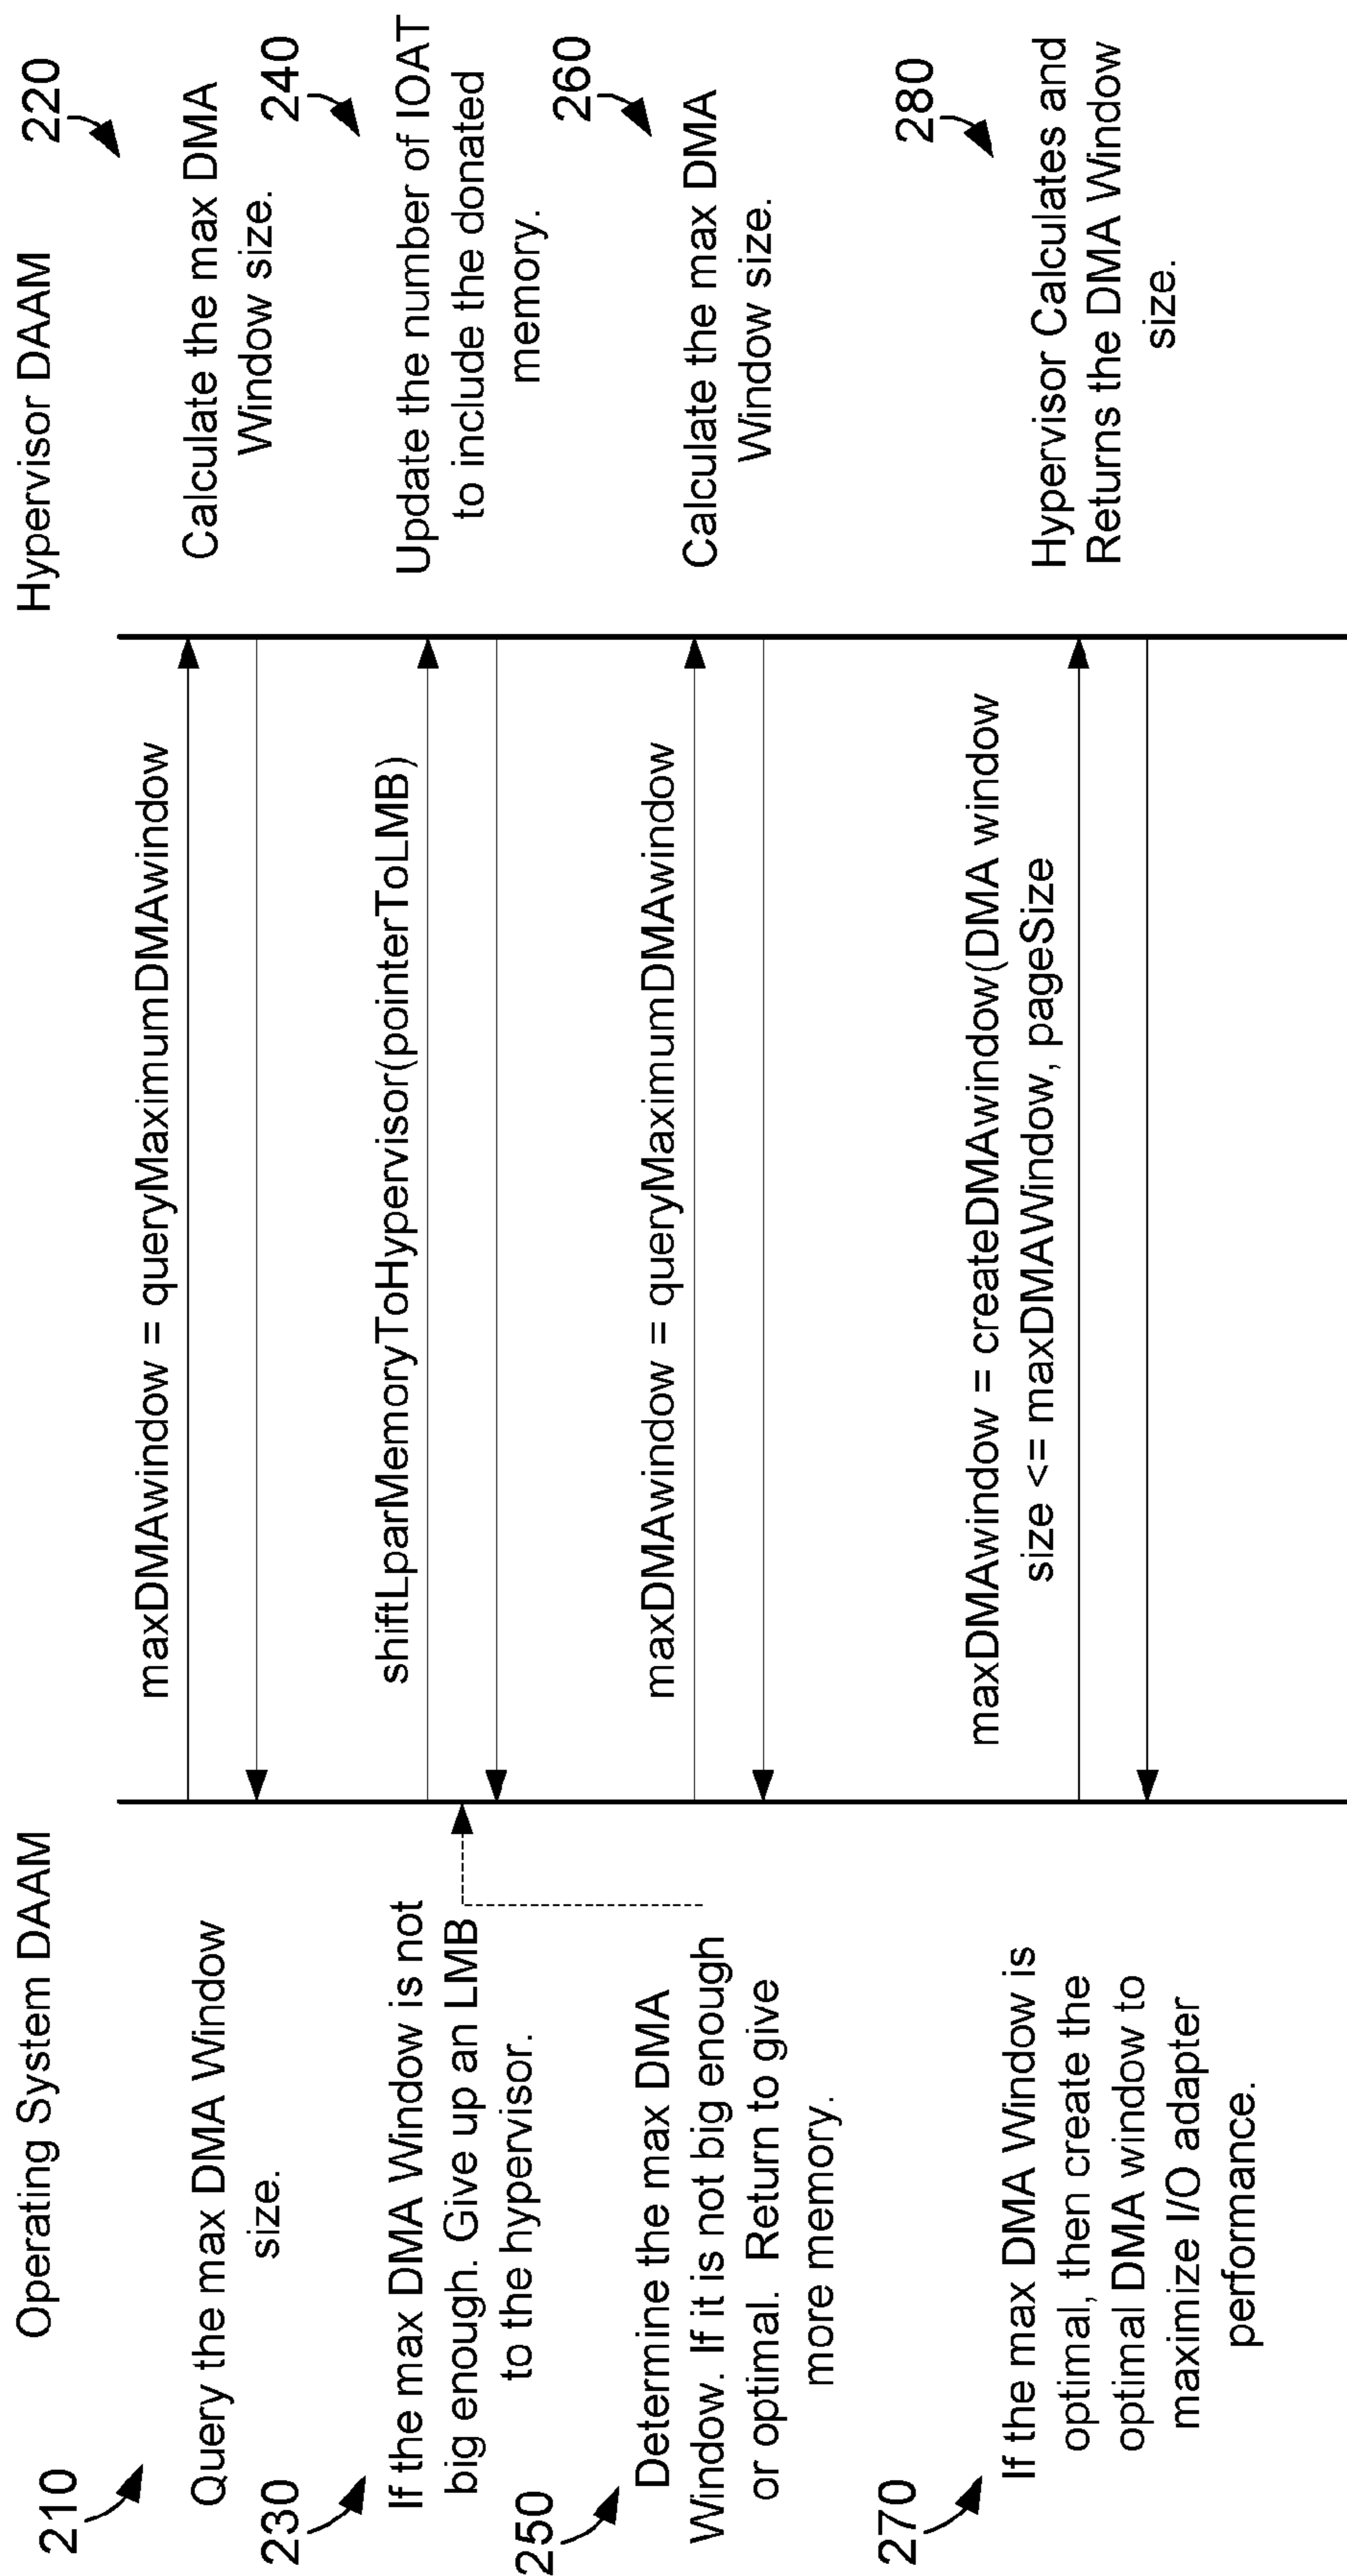 Operating System DAAM
Hypervisor DAAM
210
Query the max DMA Window
size.
maxDMAwindow = queryMaximumDMAwindow
220
Calculate the max DMA
Window size.
230
If the max DMA Window is not
big enough. Give up an LMB
to the hypervisor.
shiftLparMemoryToHypervisor(pointerToLMB)
240
Update the number of IOAT
to include the donated
memory.
250
Determine the max DMA
Window. If it is not big enough
or optimal. Return to give
more memory.
maxDMAwindow = queryMaximumDMAwindow
260
Calculate the max DMA
Window size.
270
If the max DMA Window is
optimal, then create the
optimal DMA window to
maximize I/O adapter
performance.
maxDMAwindow = createDMAwindow(DMA window
size <= maxDMAWindow, pageSize
280
Hypervisor Calculates and
Returns the DMA Window
size.